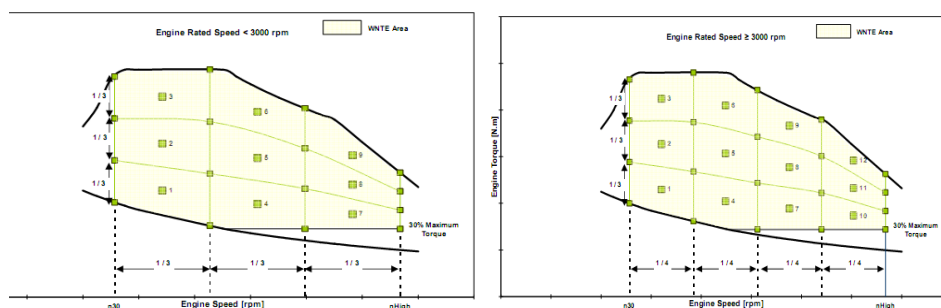 Engine Rated Speed < 3000 rpm
WNTE Area
1 / 3
1 / 3
1 / 3
3
6
9
2
5
8
1
4
7
30% Maximum
Torque
1 / 3
1 / 3
1 / 3
n30
Engine Speed [rpm]
nHigh
Engine Rated Speed ≥ 3000 rpm
WNTE Area
Engine Torque [N.m]
1 / 3
1 / 3
1 / 3
3
6
9
12
2
5
8
11
1
4
7
10
30% Maximum
Torque
1 / 4
1 / 4
1 / 4
1 / 4
n30
Engine Speed [rpm]
nHigh